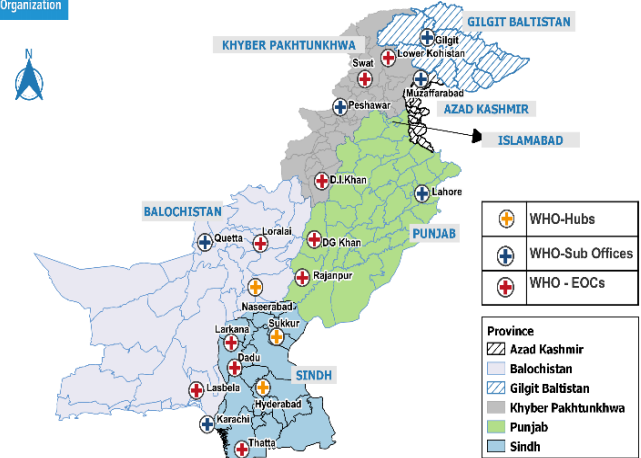 Organization
N
GILGIT BALTISTAN
KHYBER PAKHTUNKHWA
Gilgit
Lower Kohistan
Swat
Muzaffarabad
Peshawar
AZAD KASHMIR
ISLAMABAD
D.I.Khan
Lahore
BALOCHISTAN
Loralai
PUNJAB
Quetta
DG Khan
Rajanpur
Naseerabad
Sukkur
Larkana
Dadu
SINDH
Lasbela
Hyderabad
Karachi
Thatta
WHO-Hubs
WHO-Sub Offices
WHO - EOCs
Province
Azad Kashmir
Balochistan
Gilgit Baltistan
Khyber Pakhtunkhwa
Punjab
Sindh